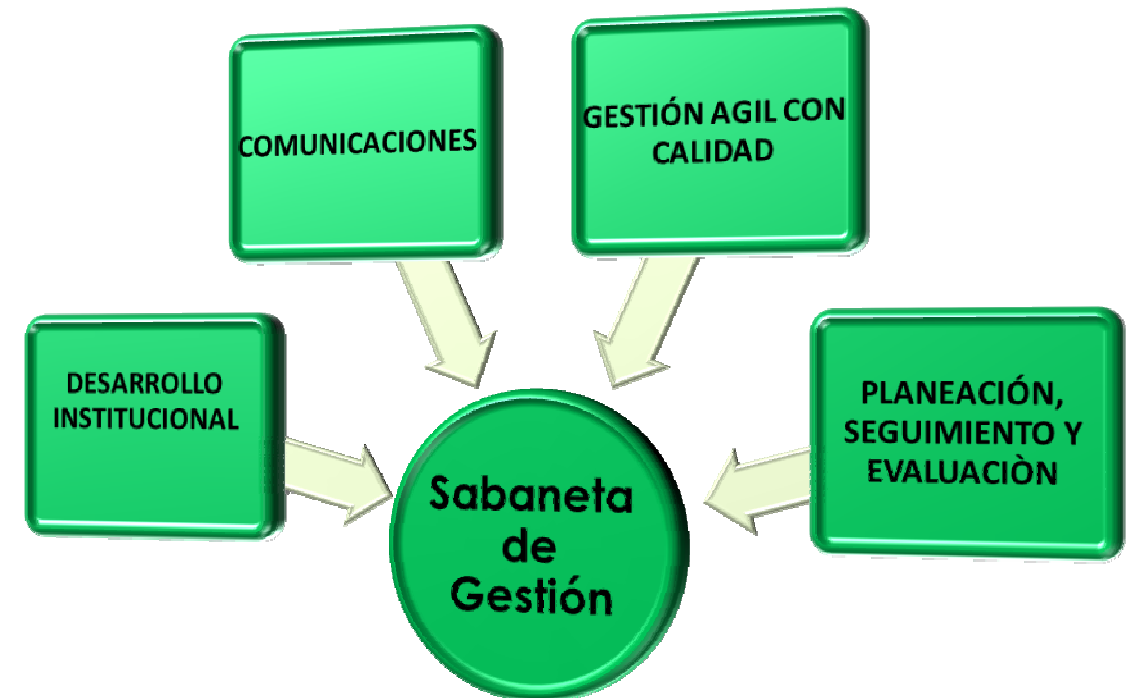 COMUNICACIONES
GESTIÓN AGIL CON
CALIDAD
DESARROLLO
INSTITUCIONAL
PLANEACIÓN,
SEGUIMIENTO Y
EVALUACIÒN
Sabaneta
de
Gestión